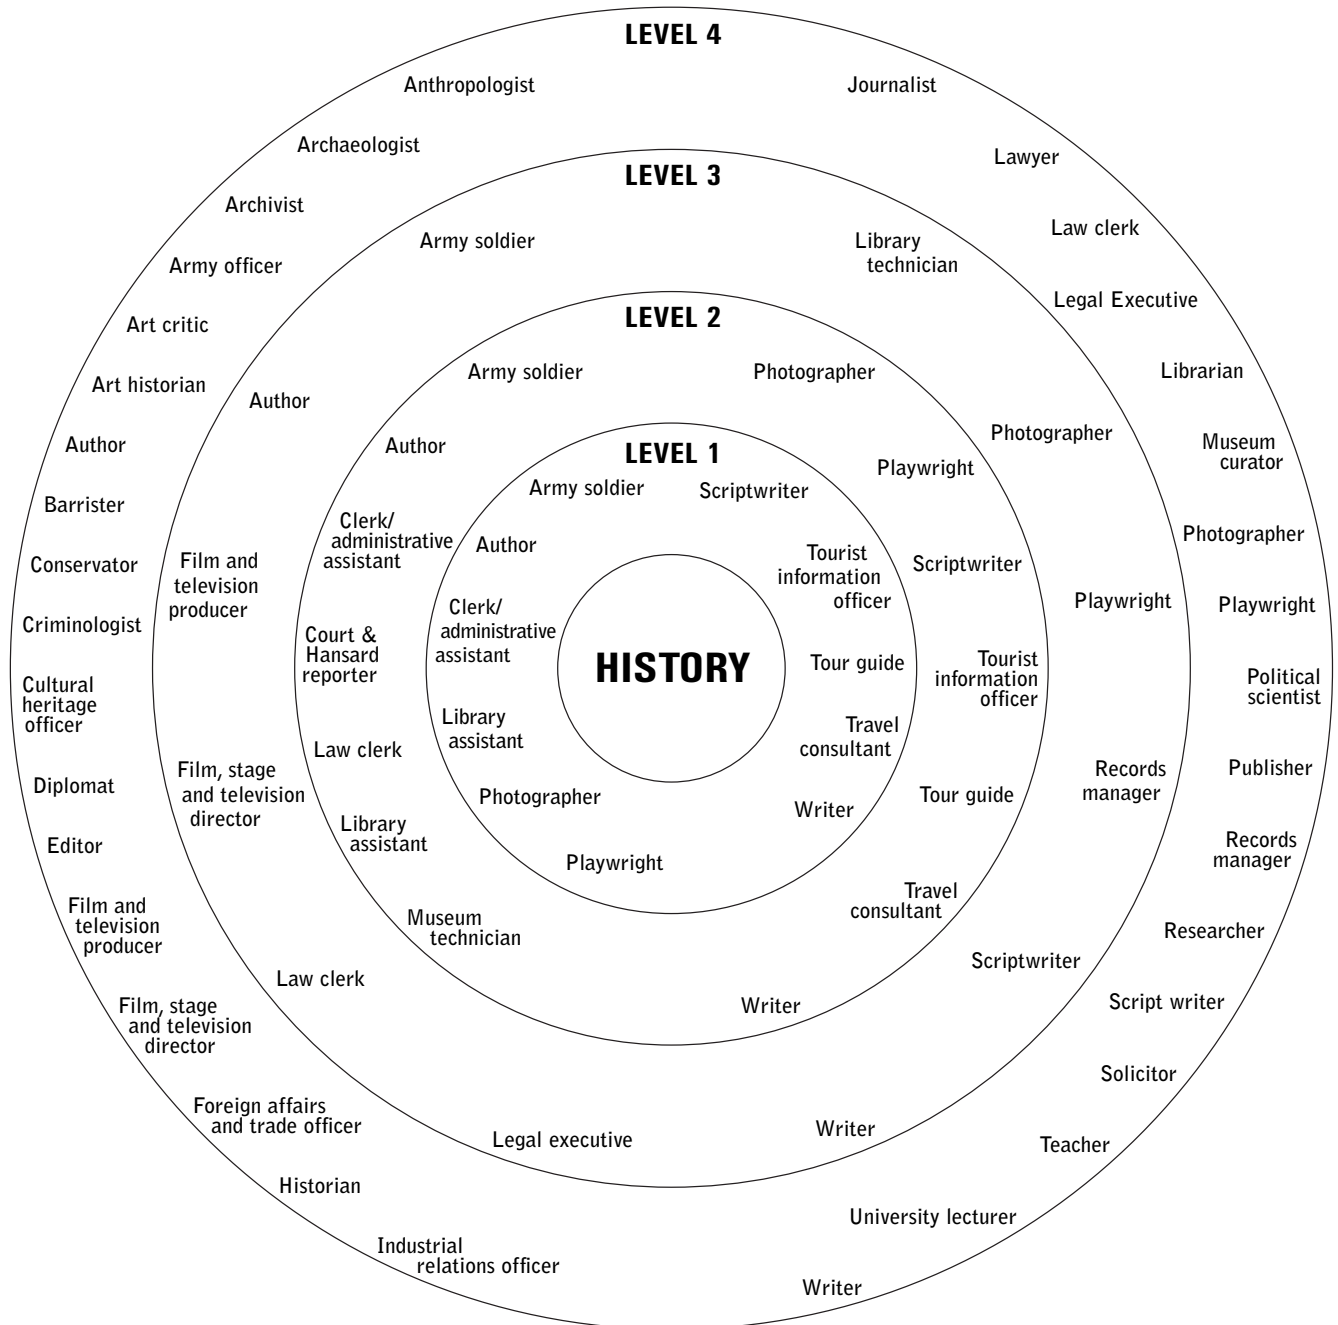 LEVEL 4
Anthropologist
Archaeologist
Archivist
Army officer
Art critic
Art historian
Author
Barrister
Conservator
Criminologist
Cultural
heritage
officer
Diplomat
Editor
Film and
television
producer
Film, stage
and television
director
Foreign affairs
and trade officer
Historian
Industrial
relations officer
Journalist
Lawyer
Law clerk
Legal Executive
Librarian
Museum
curator
Photographer
Playwright
Political
scientist
Publisher
Records
manager
Researcher
Script writer
Solicitor
Teacher
University lecturer
Writer
LEVEL 3
Army soldier
Author
Film and
television
producer
Film, stage
and television
director
Law clerk
Legal executive
Library
technician
Photographer
Playwright
Records
manager
Scriptwriter
Writer
LEVEL 2
Army soldier
Author
Clerk/
administrative
assistant
Court &
Hansard
reporter
Law clerk
Library
assistant
Museum
technician
Photographer
Playwright
Scriptwriter
Tourist
information
officer
Tour guide
Travel
consultant
Writer
LEVEL 1
Army soldier
Author
Clerk/
administrative
assistant
Library
assistant
Photographer
Playwright
Scriptwriter
Tourist
information
officer
Tour guide
Travel
consultant
Writer
HISTORY